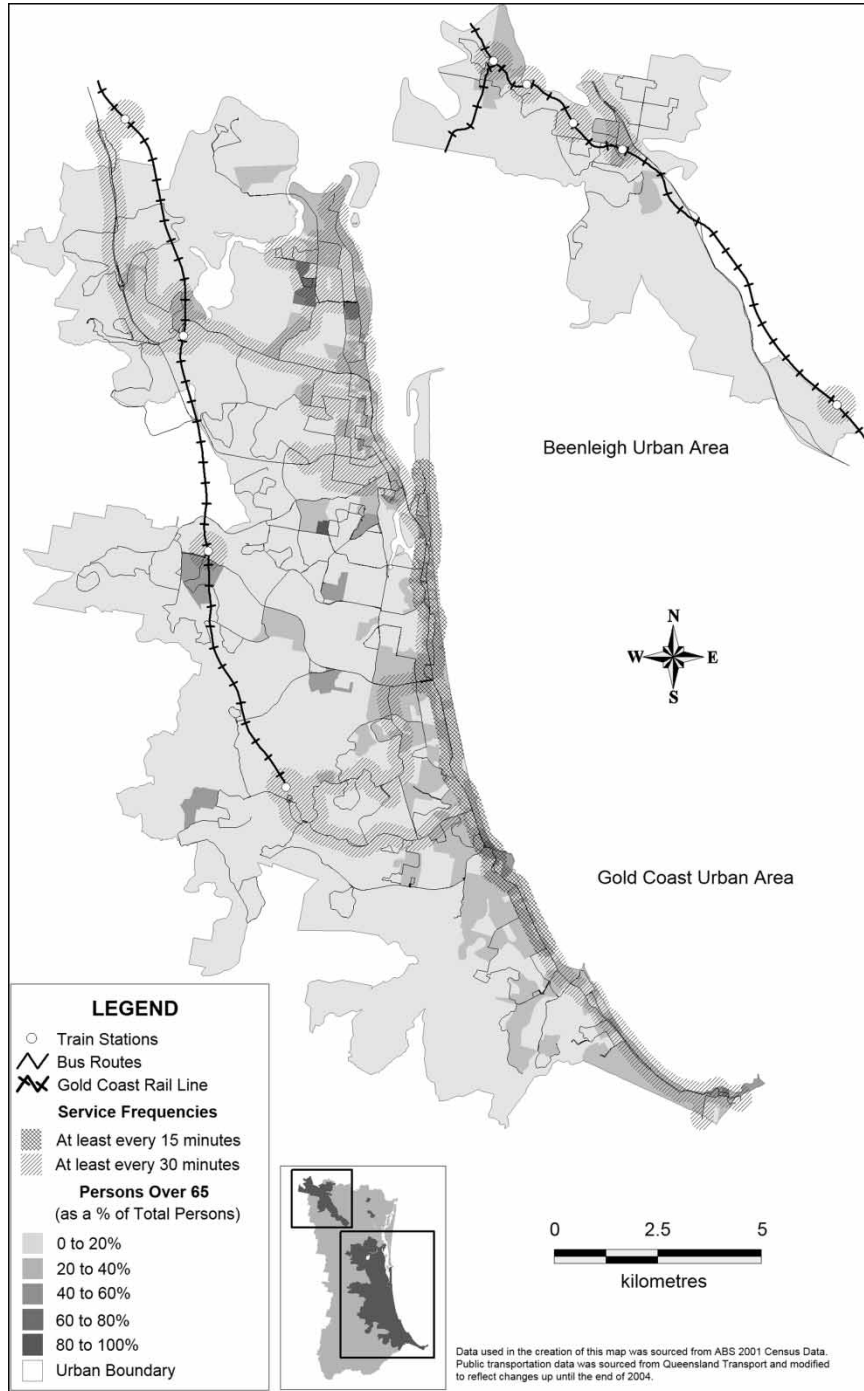 Beenleigh Urban Area
N
W E
S
Gold Coast Urban Area
LEGEND
Train Stations
Bus Routes
Gold Coast Rail Line
Service Frequencies
At least every 15 minutes
At least every 30 minutes
Persons Over 65
(as a % of Total Persons)
0 to 20%
20 to 40%
40 to 60%
60 to 80%
80 to 100%
Urban Boundary
0 2.5 5
kilometres
Data used in the creation of this map was sourced from ABS 2001 Census Data.
Public transportation data was sourced from Queensland Transport and modified
to reflect changes up until the end of 2004.